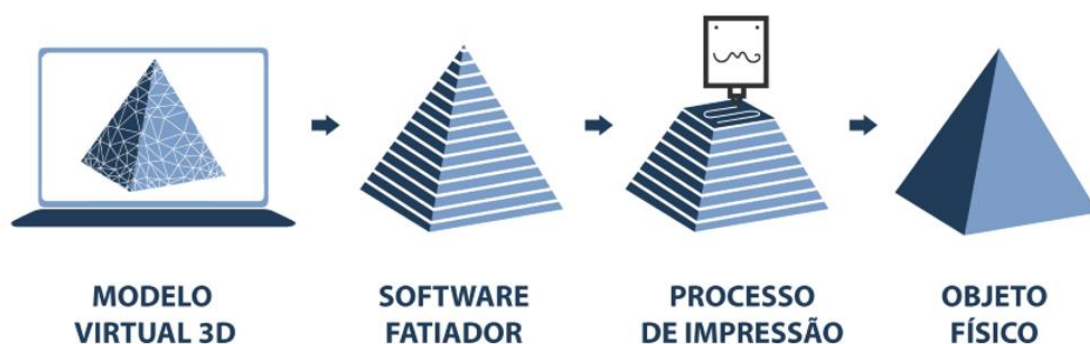 MODELO
VIRTUAL 3D
SOFTWARE
FATIADOR
PROCESSO
DE IMPRESSÃO
OBJETO
FÍSICO